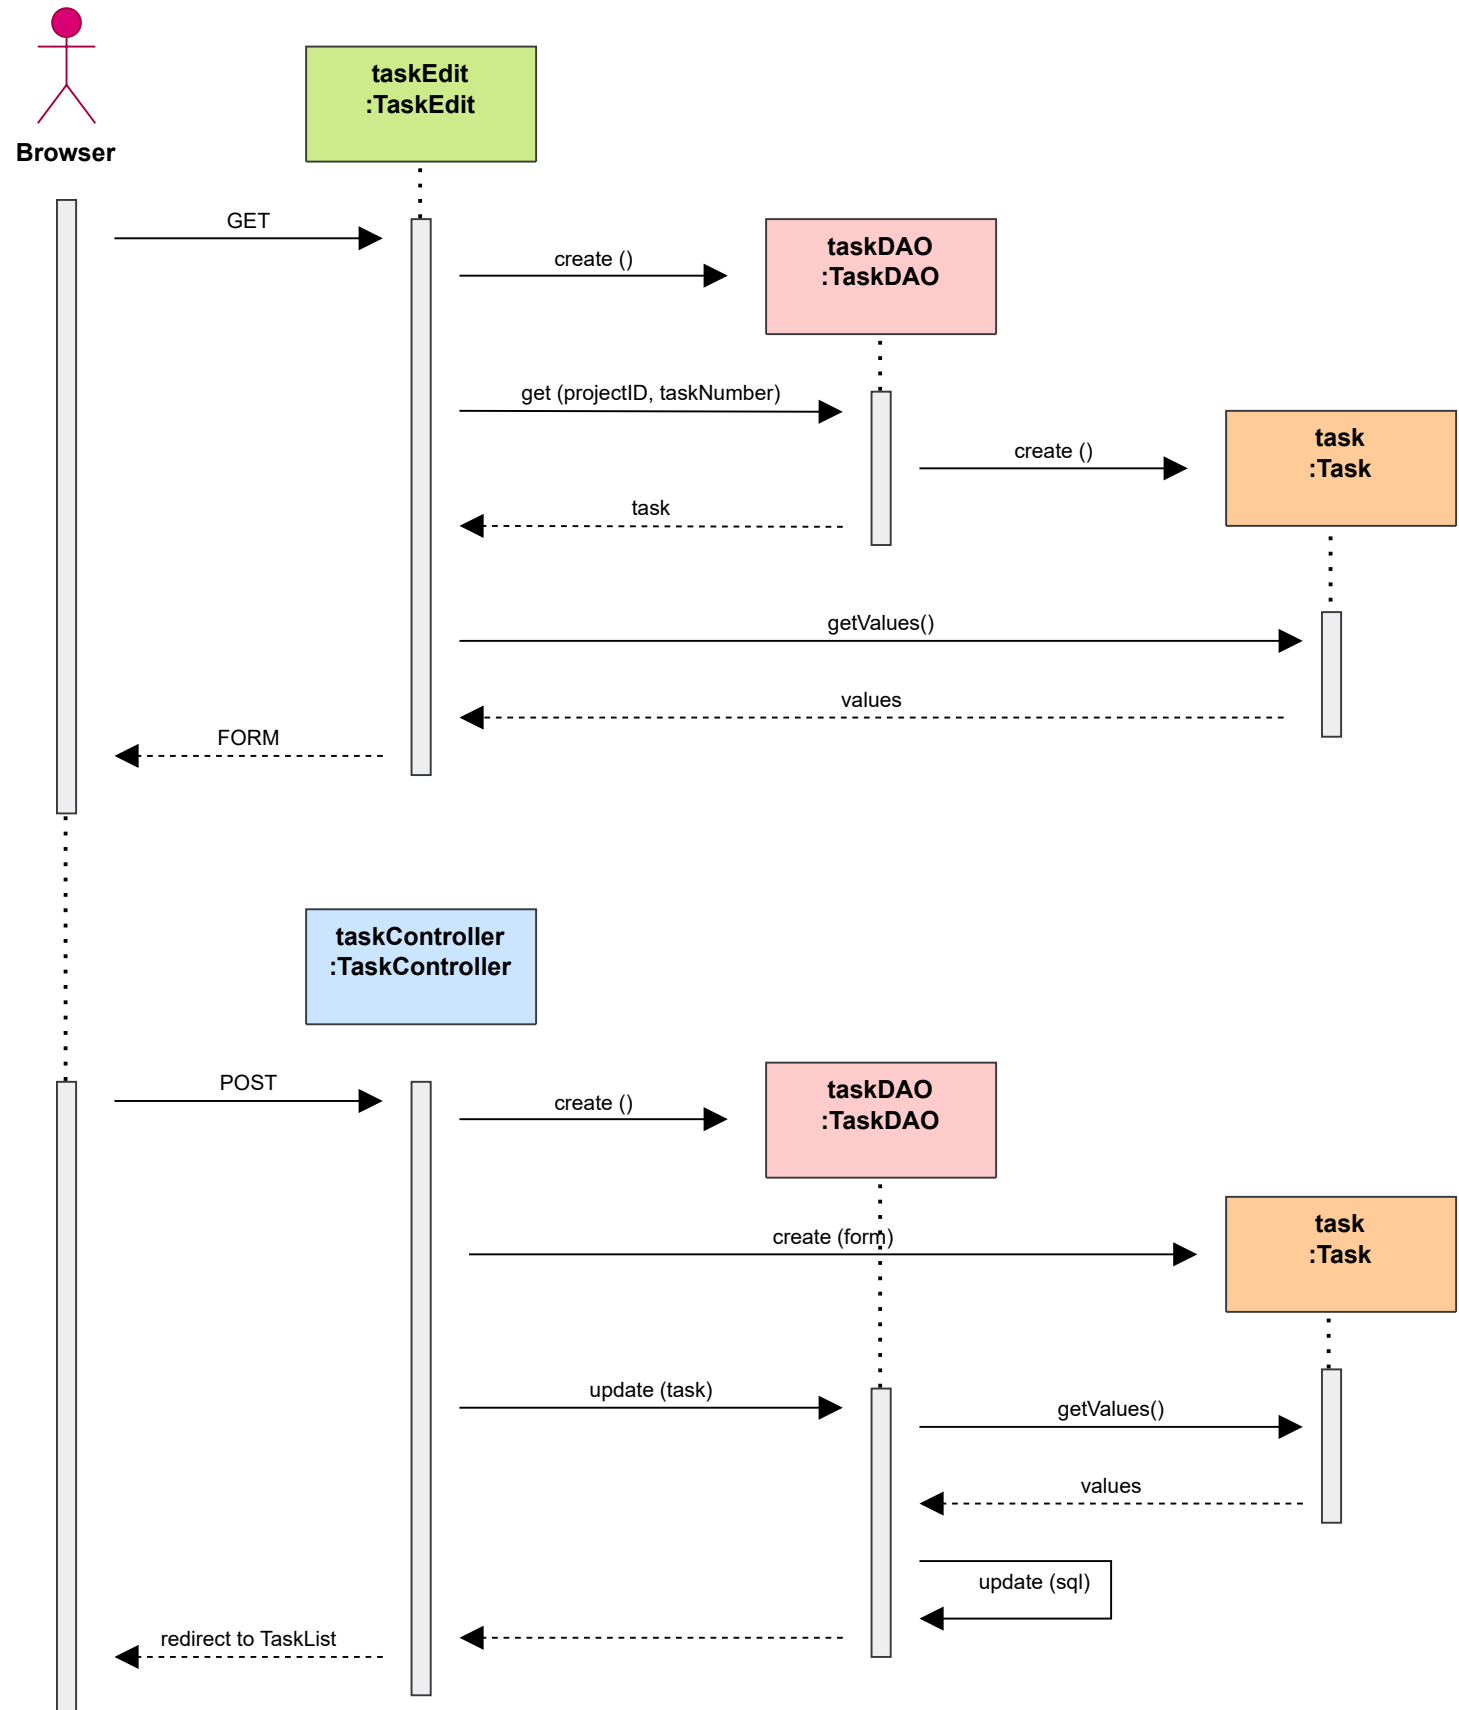 Browser
taskEdit
:TaskEdit
GET
create ()
taskDAO
:TaskDAO
get (projectID, taskNumber)
create ()
task
:Task
task
getValues()
values
FORM
taskController
:TaskController
POST
create ()
taskDAO
:TaskDAO
create (form)
task
:Task
update (task)
getValues()
values
update (sql)
redirect to TaskList